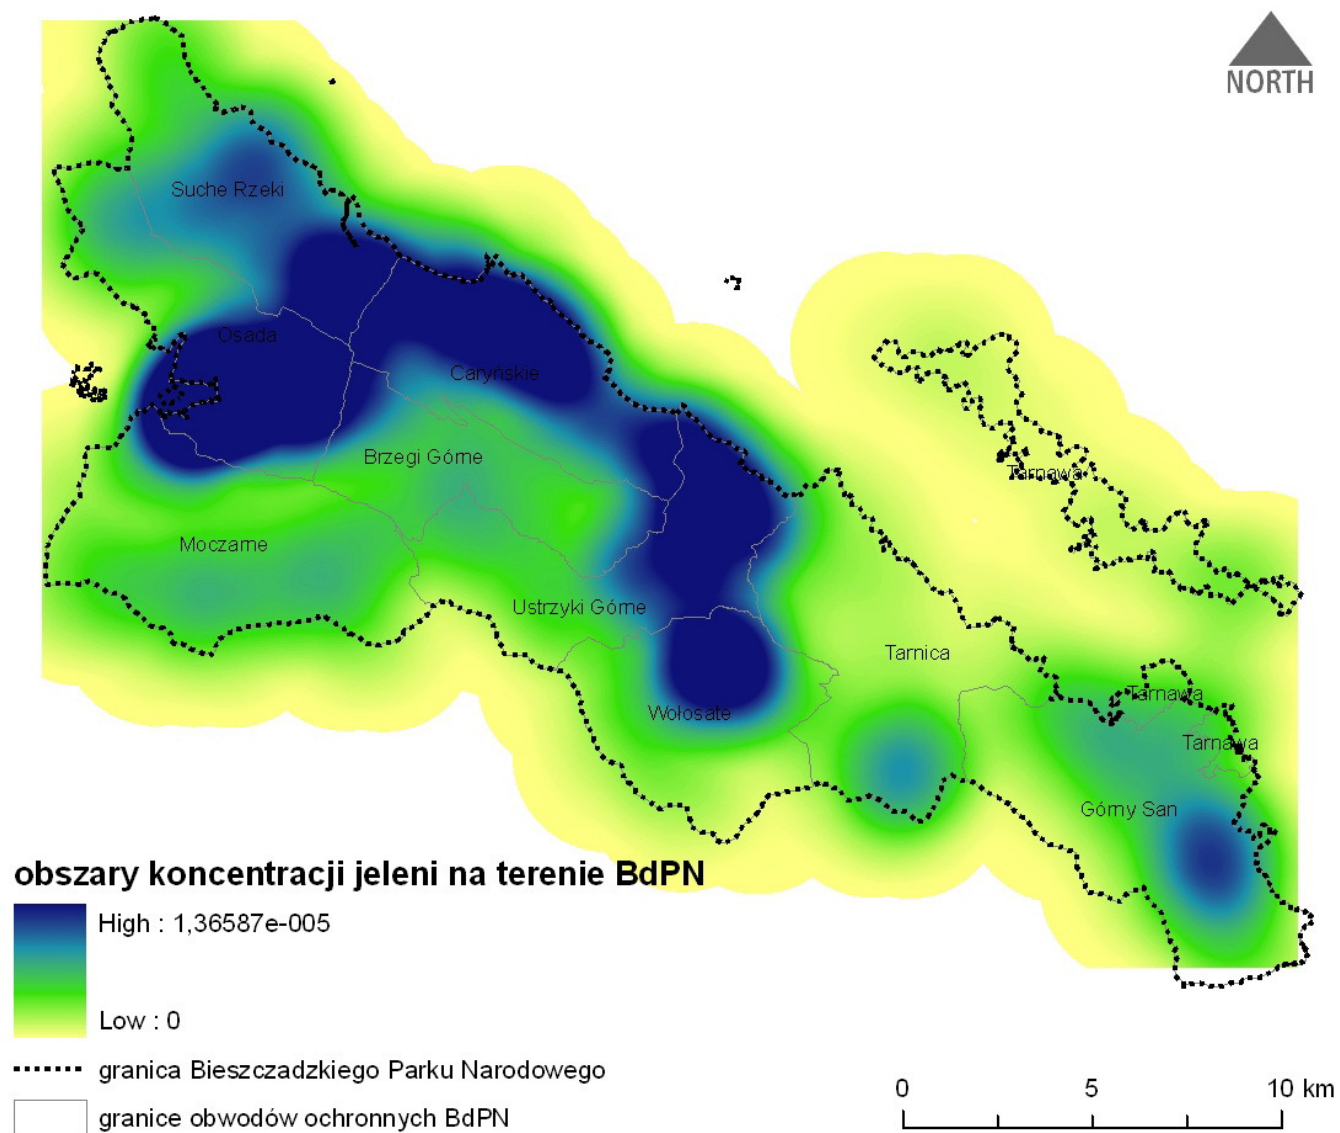 NORTH
Suche Rzeki
Osada
Caryńskie
Brzegi Górne
Tarnawa
Moczarne
Ustrzyki Górne
Tarnica
Tarnawa
Wołosate
Tarnawa
Górny San
obszary koncentracji jeleni na terenie BdPN
High : 1,36587e-005
Low : 0
granica Bieszczadzkiego Parku Narodowego
granice obwodów ochronnych BdPN
0 5 10 km